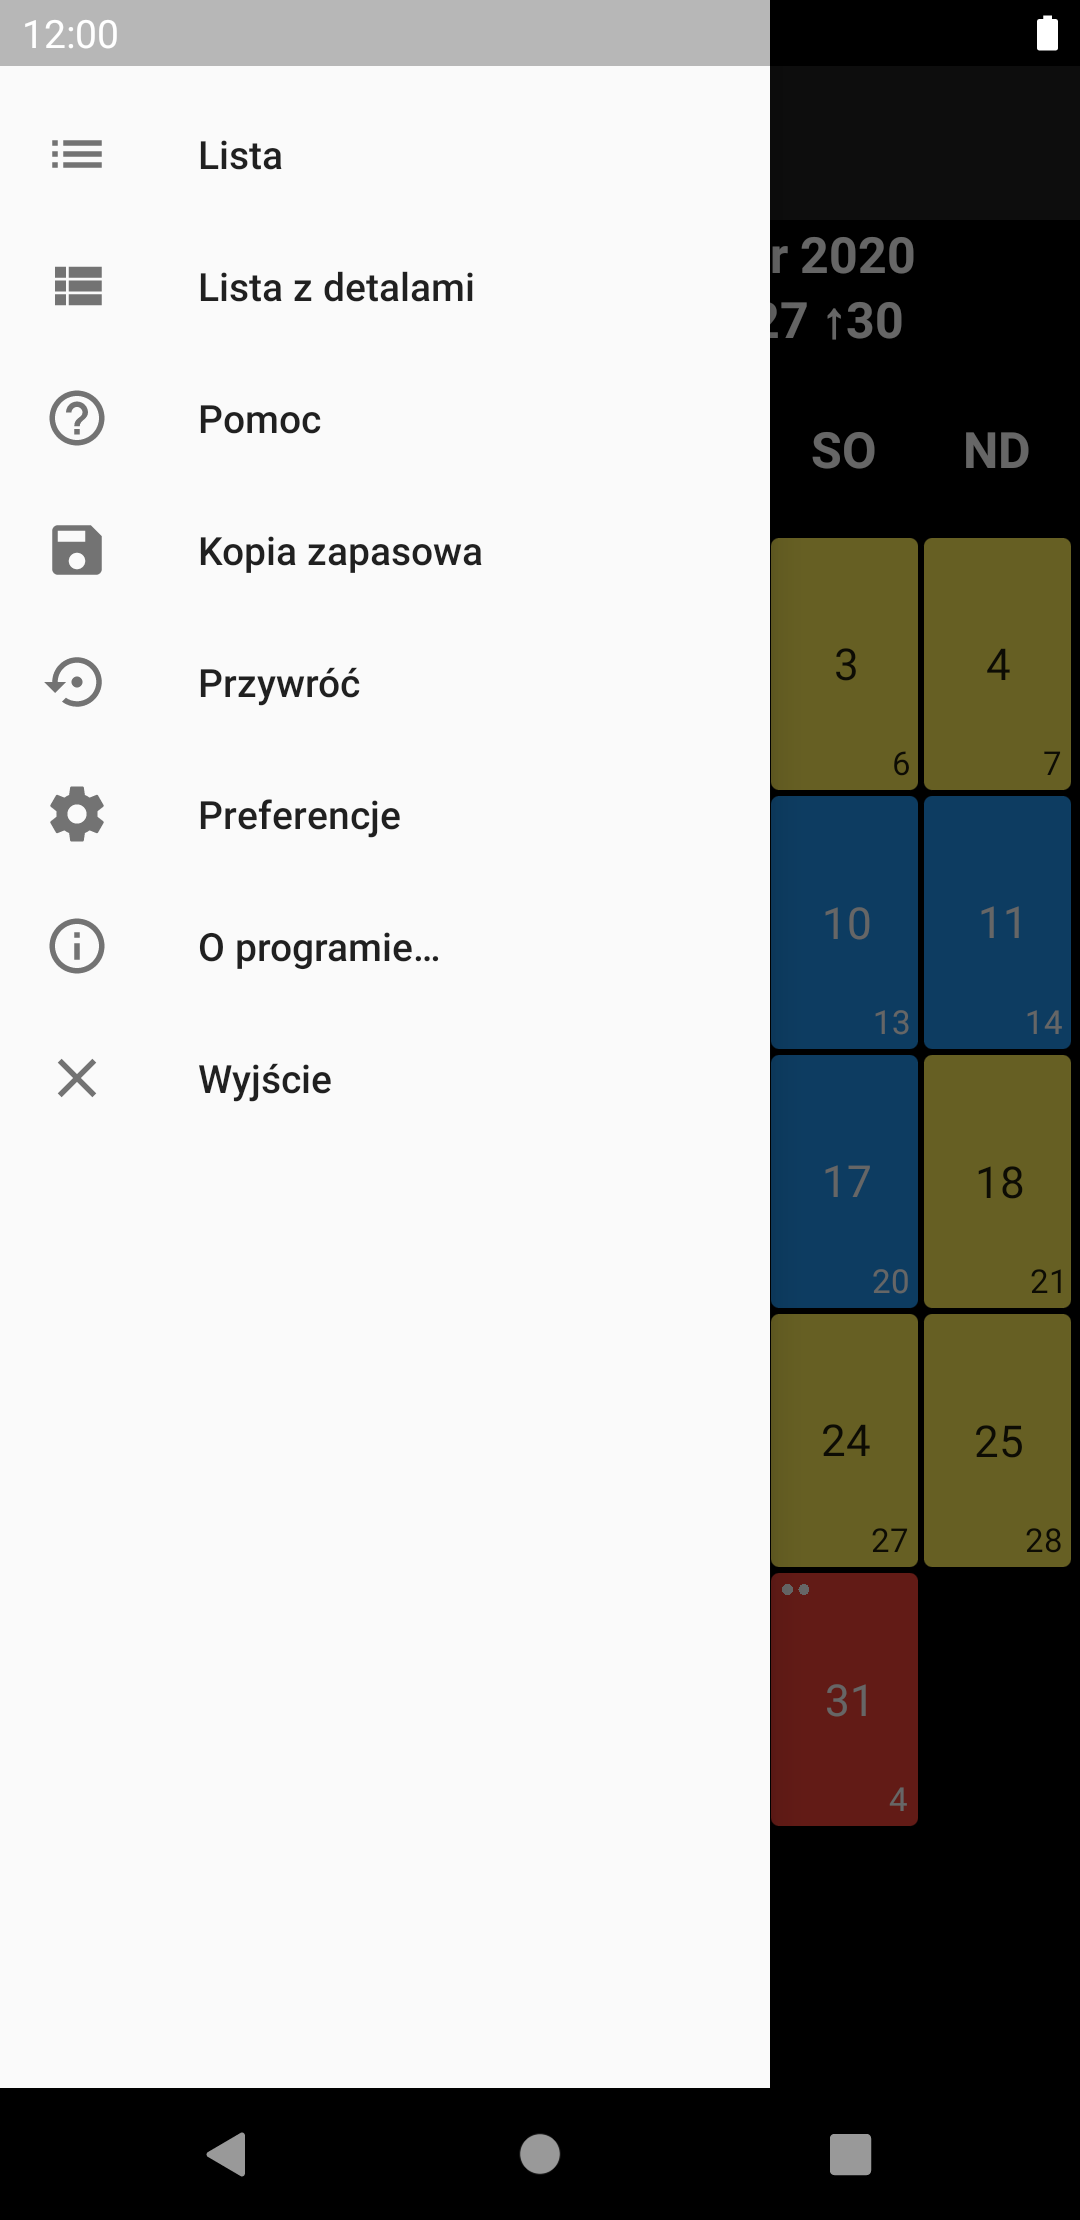 12:00
Lista
Lista z detalami
Pomoc
Kopia zapasowa
Przywróć
Preferencje
O programie...
Wyjście
r 2020
27 ↑30
SO ND
3 4
6 7
10 11
13 14
17 18
20 21
24 25
27 28
31
4